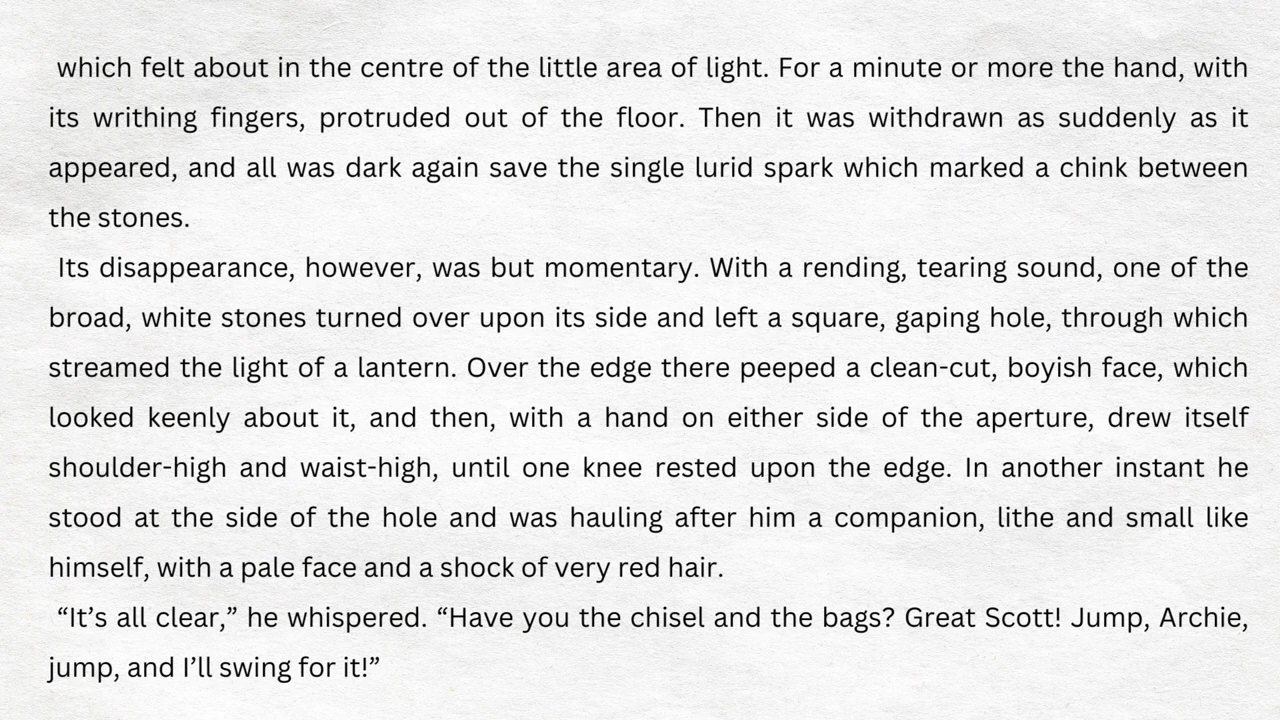 which felt about in the centre of the little area of light. For a minute or more the hand, with
its writhing fingers, protruded out of the floor. Then it was withdrawn as suddenly as it
appeared, and all was dark again save the single lurid spark which marked a chink between
the stones.
Its disappearance, however, was but momentary. With a rending, tearing sound, one of the
broad, white stones turned over upon its side and left a square, gaping hole, through which
streamed the light of a lantern. Over the edge there peeped a clean-cut, boyish face, which
looked keenly about it, and then, with a hand on either side of the aperture, drew itself
shoulder-high and waist-high, until one knee rested upon the edge. In another instant he
stood at the side of the hole and was hauling after him a companion, lithe and small like
himself, with a pale face and a shock of very red hair.
“It’s all clear,” he whispered. “Have you the chisel and the bags? Great Scott! Jump, Archie,
jump, and I’ll swing for it!”